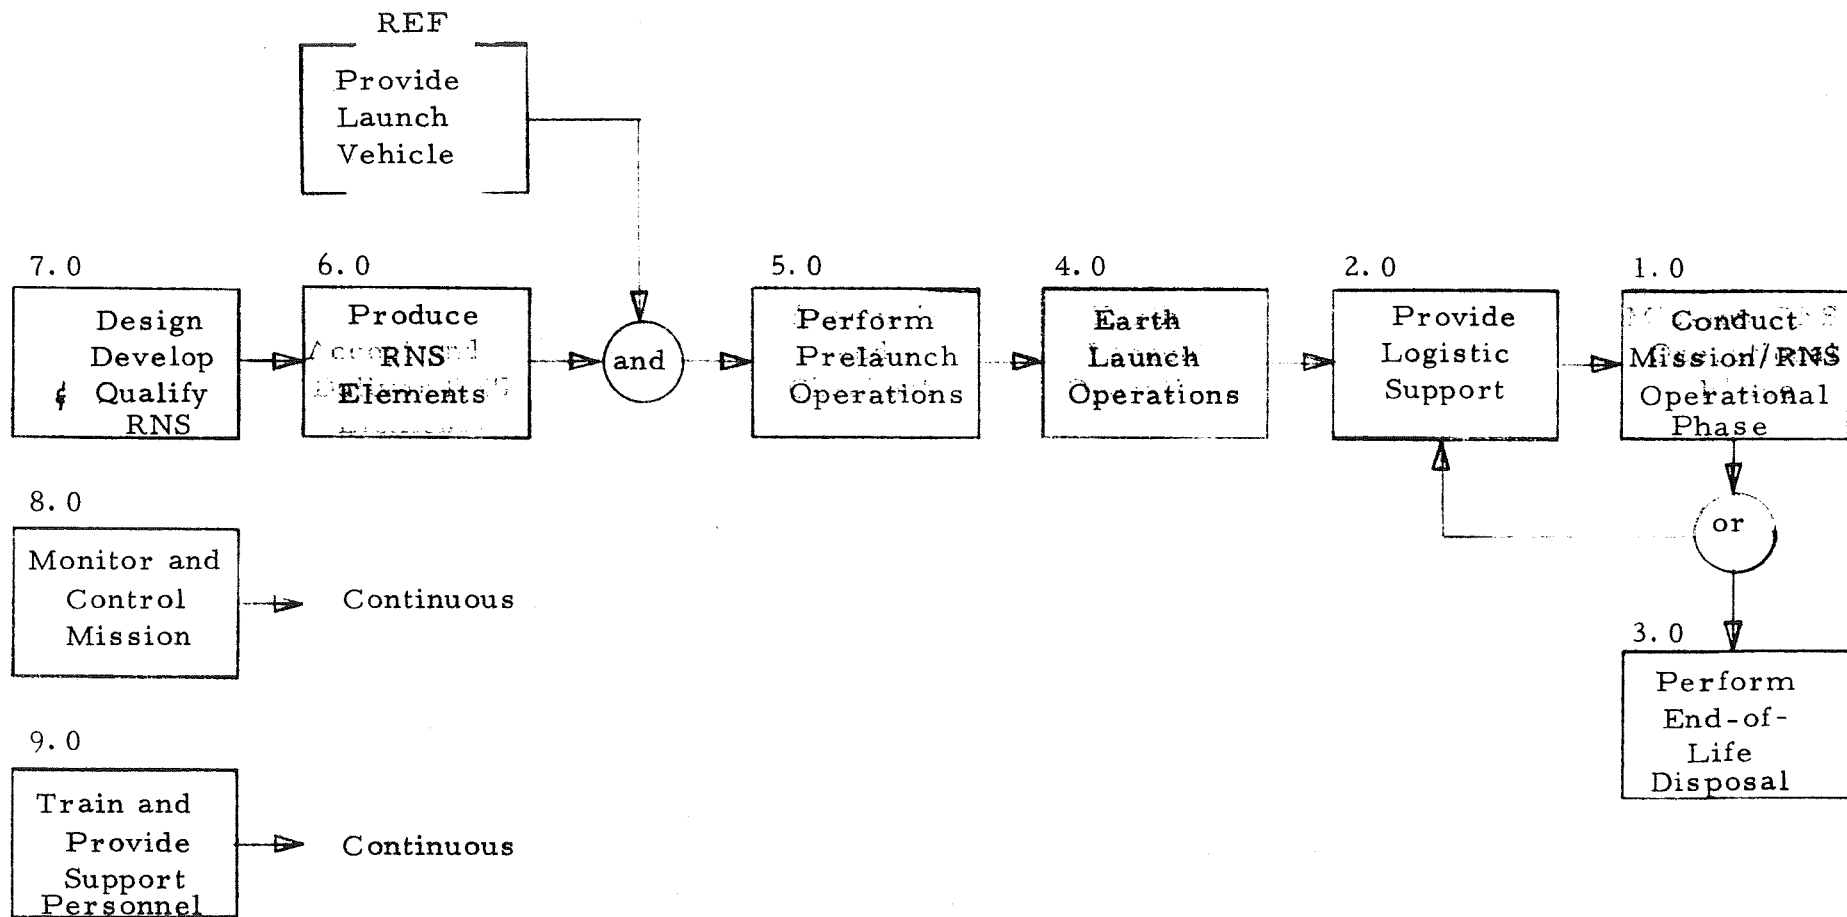 REF
Provide
Launch
Vehicle
7.0
Design
Develop
& Qualify
RNS
6.0
Produce
RNS
Elements
and
5.0
Perform
Prelaunch
Operations
4.0
Earth
Launch
Operations
2.0
Provide
Logistic
Support
1.0
Conduct
Mission/RNS
Operational
Phase
or
8.0
Monitor and
Control
Mission
Continuous
3.0
Perform
End-of-
Life
Disposal
9.0
Train and
Provide
Support
Personnel
Continuous